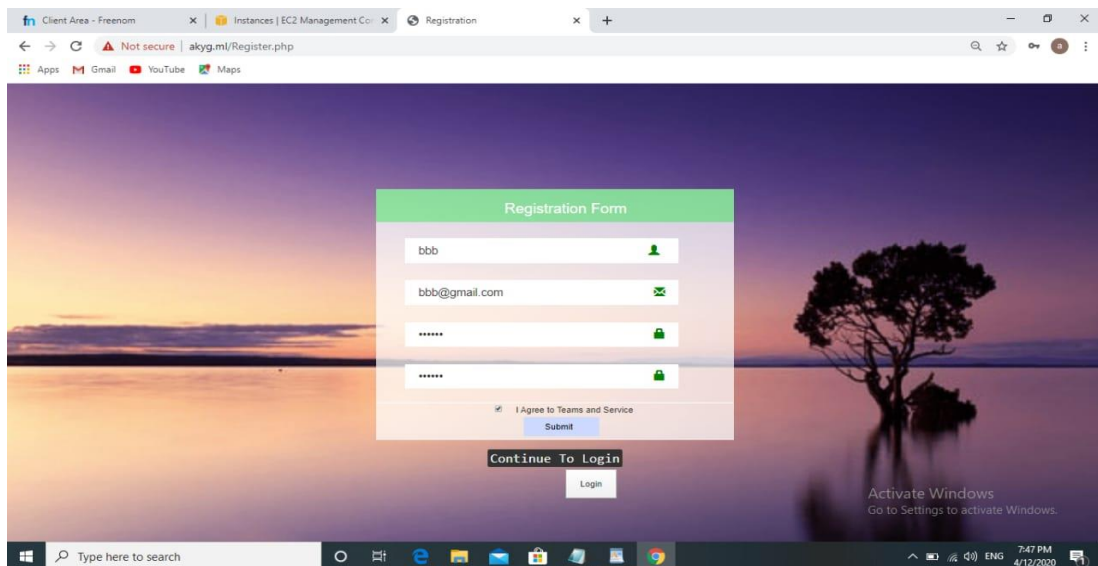 fn Client Area - Freenom
Instances | EC2 Management Con
Registration
Not secure | akyg.ml/Register.php
a
Apps
Gmail
YouTube
Maps
Registration Form
bbb
bbb@gmail.com
••••••
••••••
I Agree to Teams and Service
Submit
Continue To Login
Login
Activate Windows
Go to Settings to activate Windows.
Type here to search
ENG
7:47 PM
4/12/2020